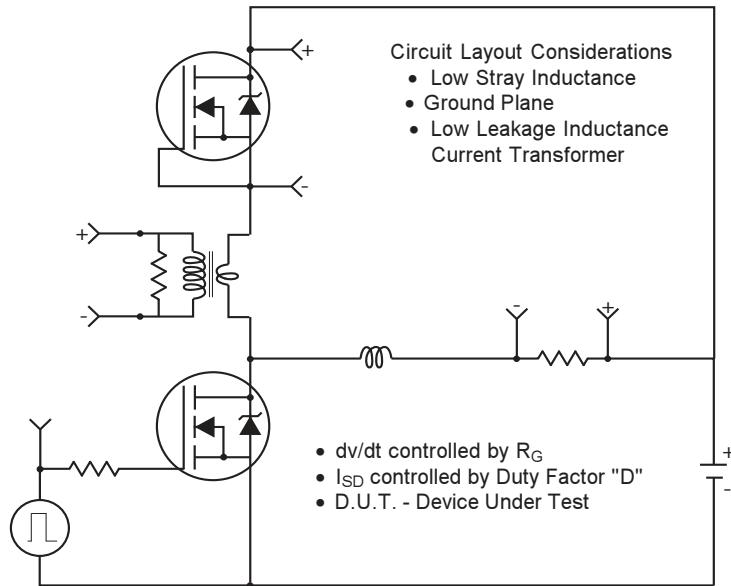 +
Circuit Layout Considerations
• Low Stray Inductance
• Ground Plane
• Low Leakage Inductance
Current Transformer
-
+
-
-
+
• dv/dt controlled by RG
• ISD controlled by Duty Factor "D"
• D.U.T. - Device Under Test
+
-